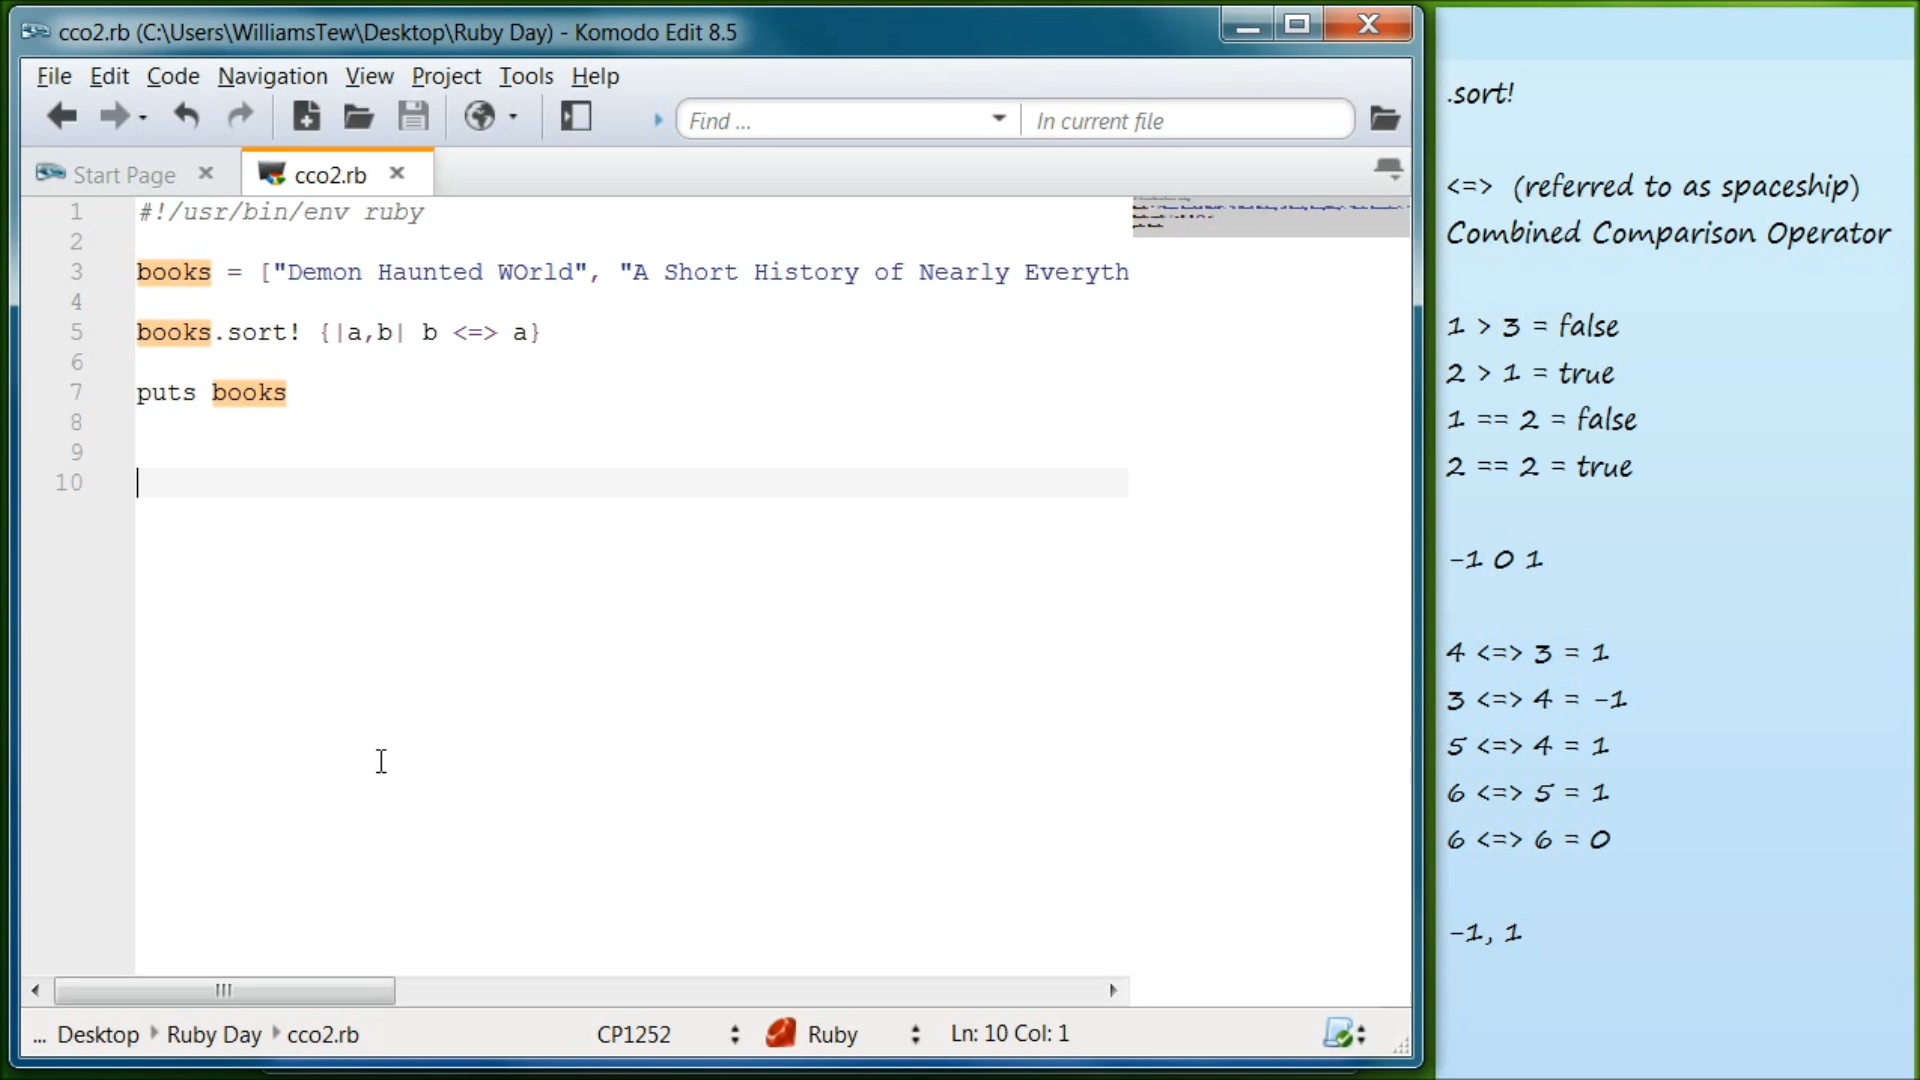 cco2.rb (C:\Users\WilliamsTew\Desktop\Ruby Day) - Komodo Edit 8.5
File Edit Code Navigation View Project Tools Help
Find ...
In current file
Start Page
cco2.rb
1 #!/usr/bin/env ruby
2
3 books = ["Demon Haunted WOrld", "A Short History of Nearly Everyth
4
5 books.sort! {|a,b| b <=> a}
6
7 puts books
8
9
10
... Desktop Ruby Day cco2.rb
CP1252
Ruby
Ln: 10 Col: 1
.sort!
<=> (referred to as spaceship)
Combined Comparison Operator
1 > 3 = false
2 > 1 = true
1 == 2 = false
2 == 2 = true
-1 0 1
4 <=> 3 = 1
3 <=> 4 = -1
5 <=> 4 = 1
6 <=> 5 = 1
6 <=> 6 = 0
-1, 1